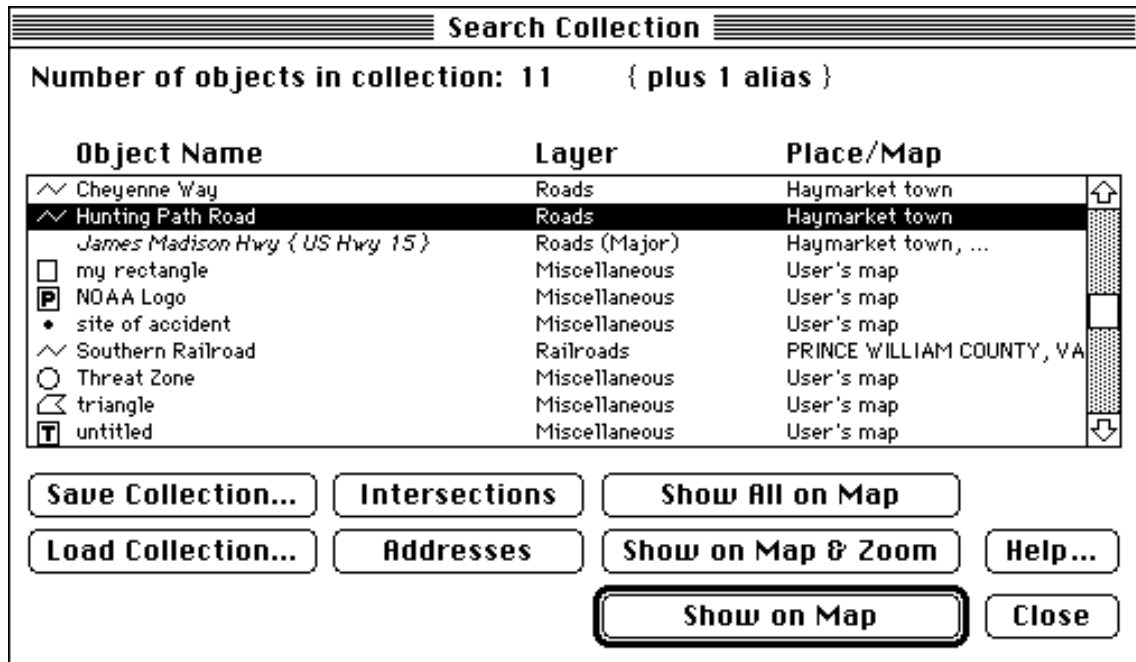 Search Collection
Number of objects in collection: 11 { plus 1 alias }
Object Name Layer Place/Map
Cheyenne Way Roads Haymarket town
Hunting Path Road Roads Haymarket town
James Madison Hwy { US Hwy 15 } Roads (Major) Haymarket town, ...
my rectangle Miscellaneous User's map
P NOAA Logo Miscellaneous User's map
site of accident Miscellaneous User's map
Southern Railroad Railroads PRINCE WILLIAM COUNTY, VA
Threat Zone Miscellaneous User's map
triangle Miscellaneous User's map
T untitled Miscellaneous User's map
Save Collection... Intersections Show All on Map
Load Collection... Addresses Show on Map & Zoom Help...
Show on Map Close